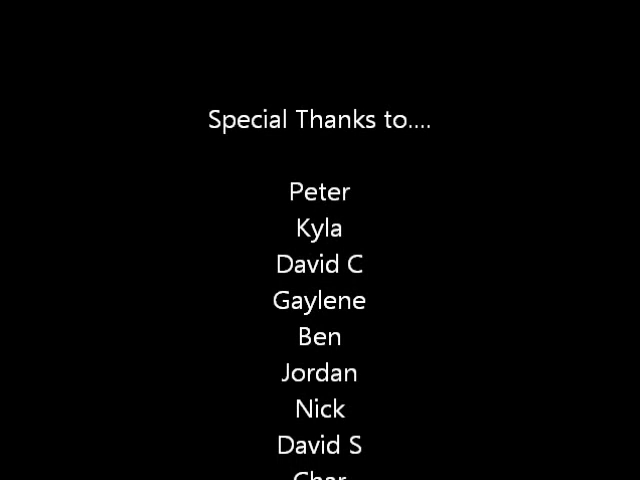 Special Thanks to....
Peter
Kyla
David C
Gaylene
Ben
Jordan
Nick
David S